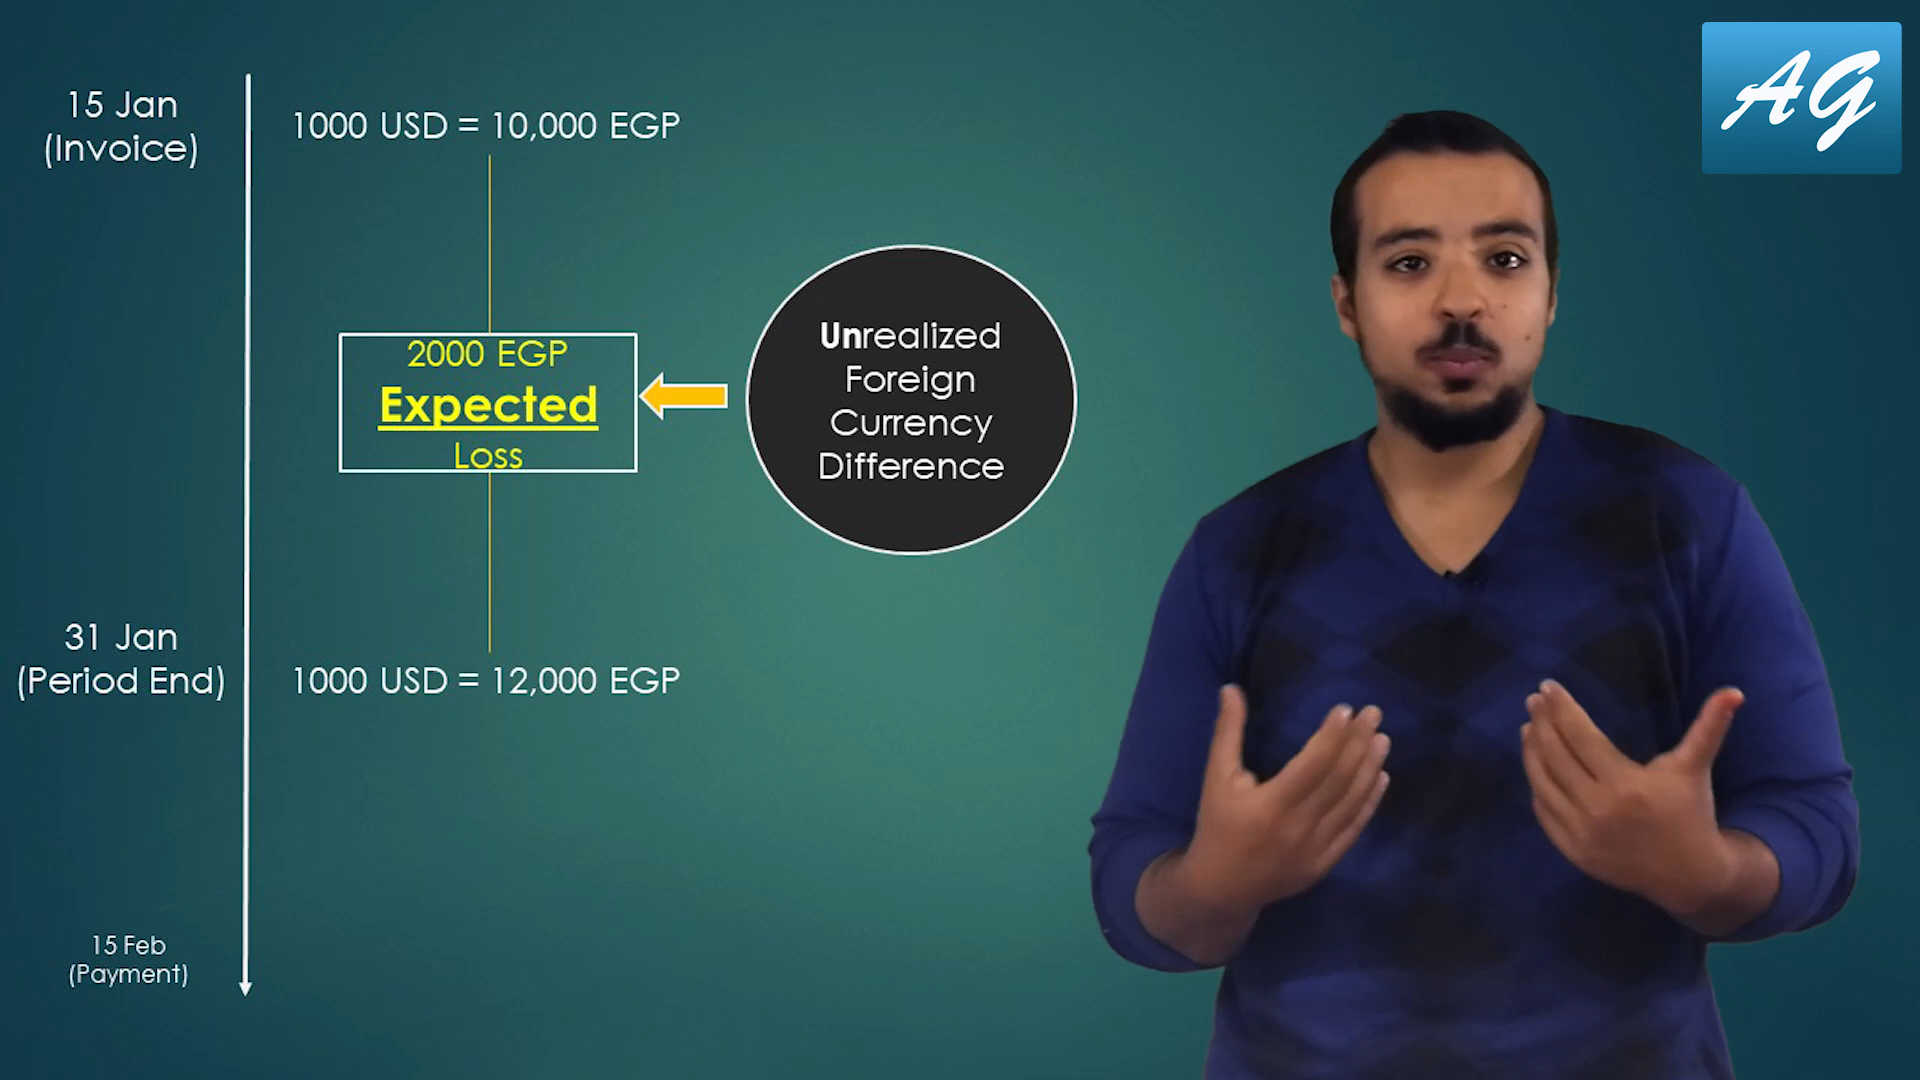 15 Jan
(Invoice)
1000 USD = 10,000 EGP
2000 EGP
Expected
Loss
Unrealized
Foreign
Currency
Difference
31 Jan
(Period End)
1000 USD = 12,000 EGP
15 Feb
(Payment)
AG